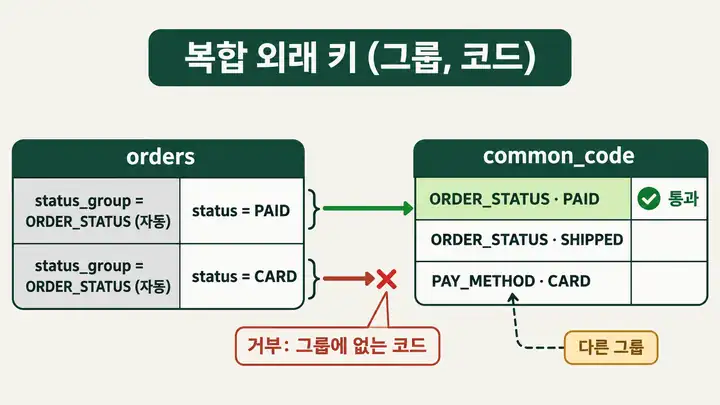 복합 외래 키 (그룹, 코드)
orders
status_group =
ORDER_STATUS (자동)
status = PAID
status_group =
ORDER_STATUS (자동)
status = CARD
거부: 그룹에 없는 코드
common_code
ORDER_STATUS · PAID
통과
ORDER_STATUS · SHIPPED
PAY_METHOD · CARD
다른 그룹